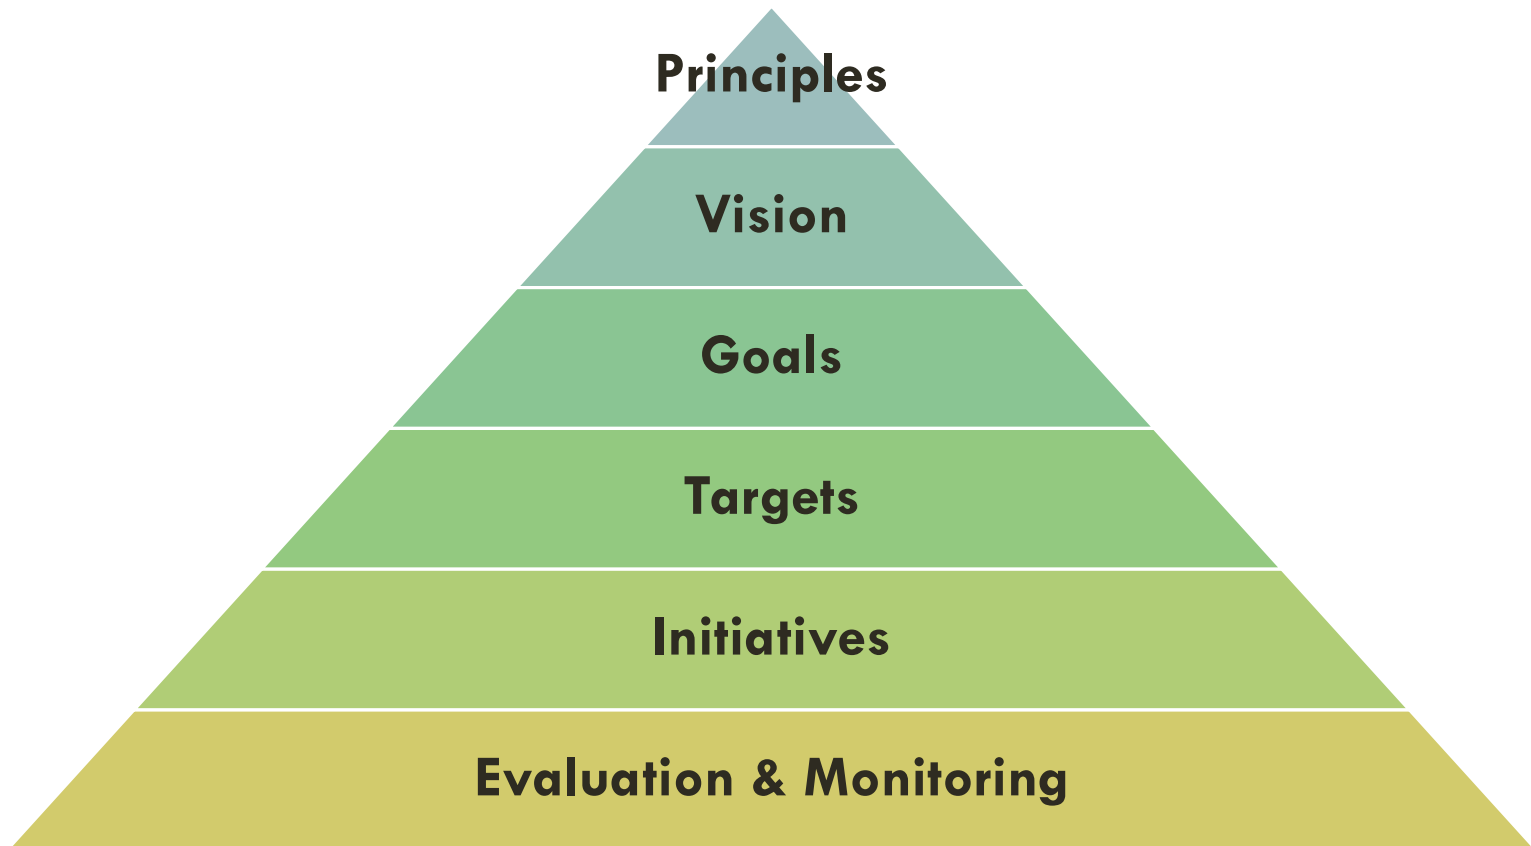 Principles
Vision
Goals
Targets
Initiatives
Evaluation & Monitoring